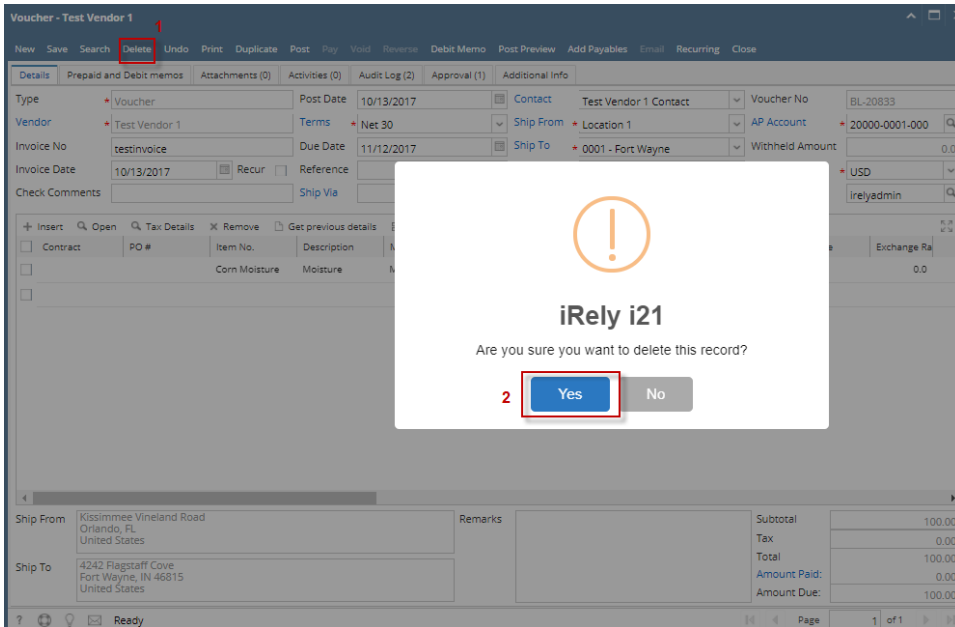 Voucher - Test Vendor 1
1
New Save Search Delete Undo Print Duplicate Post Pay Void Reverse Debit Memo Post Preview Add Payables Email Recurring Close
Details Prepaid and Debit memos Attachments (0) Activities (0) Audit Log (2) Approval (1) Additional Info
Type * Voucher Post Date 10/13/2017 Contact Test Vendor 1 Contact Voucher No BL-20833
Vendor * Test Vendor 1 Terms * Net 30 Ship From * Location 1 AP Account * 20000-0001-000
Invoice No testinvoice Due Date 11/12/2017 Ship To * 0001 - Fort Wayne Withheld Amount 0.0
Invoice Date 10/13/2017 Recur Reference * USD
Check Comments Ship Via irelyadmin
+ Insert Open Tax Details X Remove Get previous details
Contract PO # Item No. Description Exchange Ra
Corn Moisture Moisture 0.0
iRely i21
Are you sure you want to delete this record?
2 Yes No
Ship From Kissimmee Vineland Road
Orlando, FL
United States
Remarks
Subtotal 100.00
Tax 0.00
Total 100.00
Ship To 4242 Flagstaff Cove
Fort Wayne, IN 46815
United States
Amount Paid: 0.00
Amount Due: 100.00
? Ready Page 1 of 1